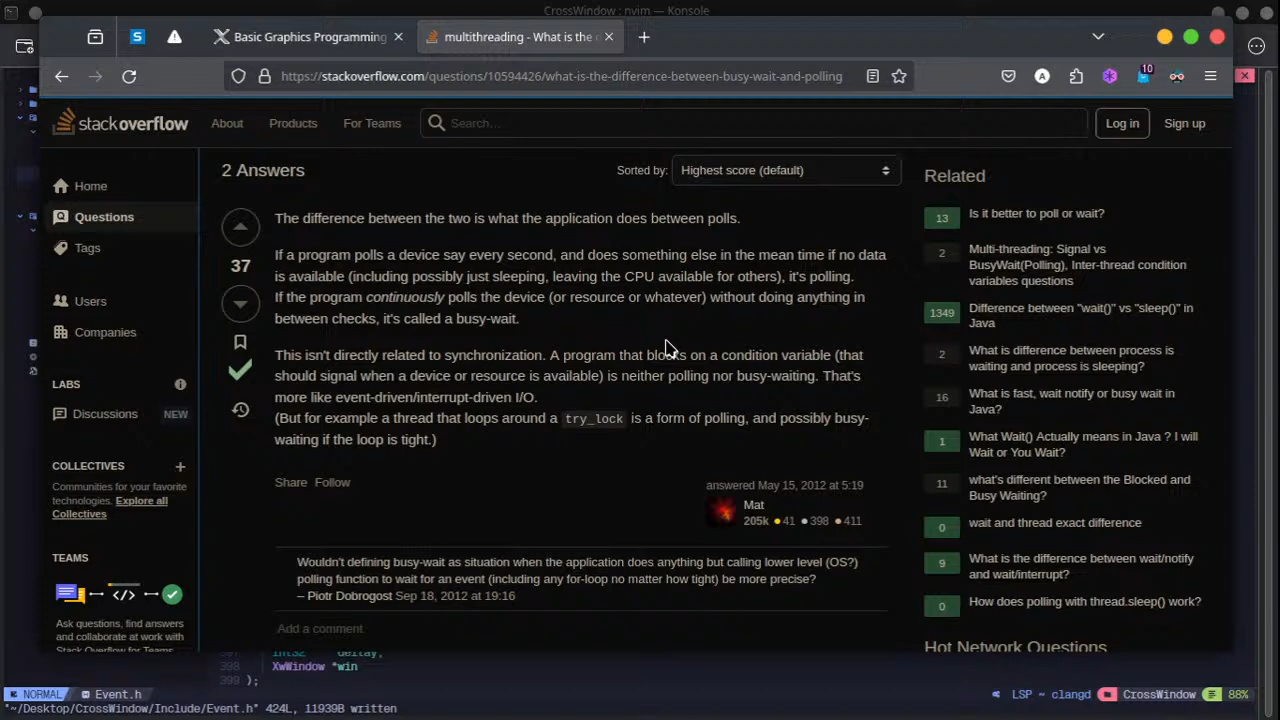 CrossWindow : nvim — Konsole
Basic Graphics Programming
multithreading - What is the
https://stackoverflow.com/questions/10594426/what-is-the-difference-between-busy-wait-and-polling
10
stackoverflow
About
Products
For Teams
Search...
Log in
Sign up
Home
Questions
Tags
Users
Companies
LABS
Discussions
NEW
COLLECTIVES
Communities for your favorite
technologies. Explore all
Collectives
TEAMS
Ask questions, find answers
and collaborate at work with
Stack Overflow for Teams.
2 Answers
Sorted by:
Highest score (default)
37
The difference between the two is what the application does between polls.
If a program polls a device say every second, and does something else in the mean time if no data
is available (including possibly just sleeping, leaving the CPU available for others), it's polling.
If the program continuously polls the device (or resource or whatever) without doing anything in
between checks, it's called a busy-wait.
This isn't directly related to synchronization. A program that blocks on a condition variable (that
should signal when a device or resource is available) is neither polling nor busy-waiting. That's
more like event-driven/interrupt-driven I/O.
(But for example a thread that loops around a try_lock is a form of polling, and possibly busy-
waiting if the loop is tight.)
Share Follow
answered May 15, 2012 at 5:19
Mat
205k 41 398 411
Wouldn't defining busy-wait as situation when the application does anything but calling lower level (OS?)
polling function to wait for an event (including any for-loop no matter how tight) be more precise?
– Piotr Dobrogost Sep 18, 2012 at 19:16
Add a comment
Related
13
Is it better to poll or wait?
2
Multi-threading: Signal vs
BusyWait(Polling), Inter-thread condition
variables questions
1349
Difference between "wait()" vs "sleep()" in
Java
2
What is difference between process is
waiting and process is sleeping?
16
What is fast, wait notify or busy wait in
Java?
1
What Wait() Actually means in Java ? I will
Wait or You Wait?
11
what's different between the Blocked and
Busy Waiting?
0
wait and thread exact difference
9
What is the difference between wait/notify
and wait/interrupt?
0
How does polling with thread.sleep() work?
Hot Network Questions
397 Int32 deltay,
398 XwWindow *win
399 );
NORMAL
Event.h
LSP ~ clangd
CrossWindow
88%
"~/Desktop/CrossWindow/Include/Event.h" 424L, 11939B written